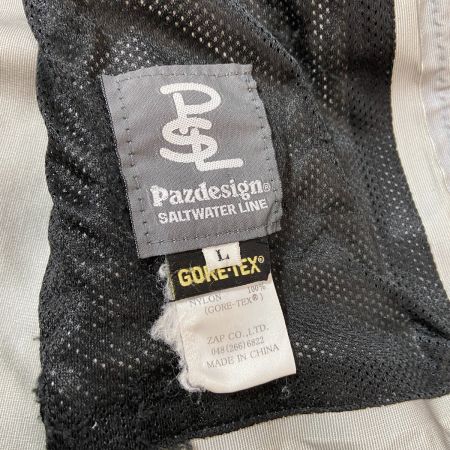 PSL
Pazdesign®
SALTWATER LINE
L
GORE-TEX®
NYLON 100%
(GORE-TEX®)
ZAP CO.,LTD.
048(266)6822
MADE IN CHINA